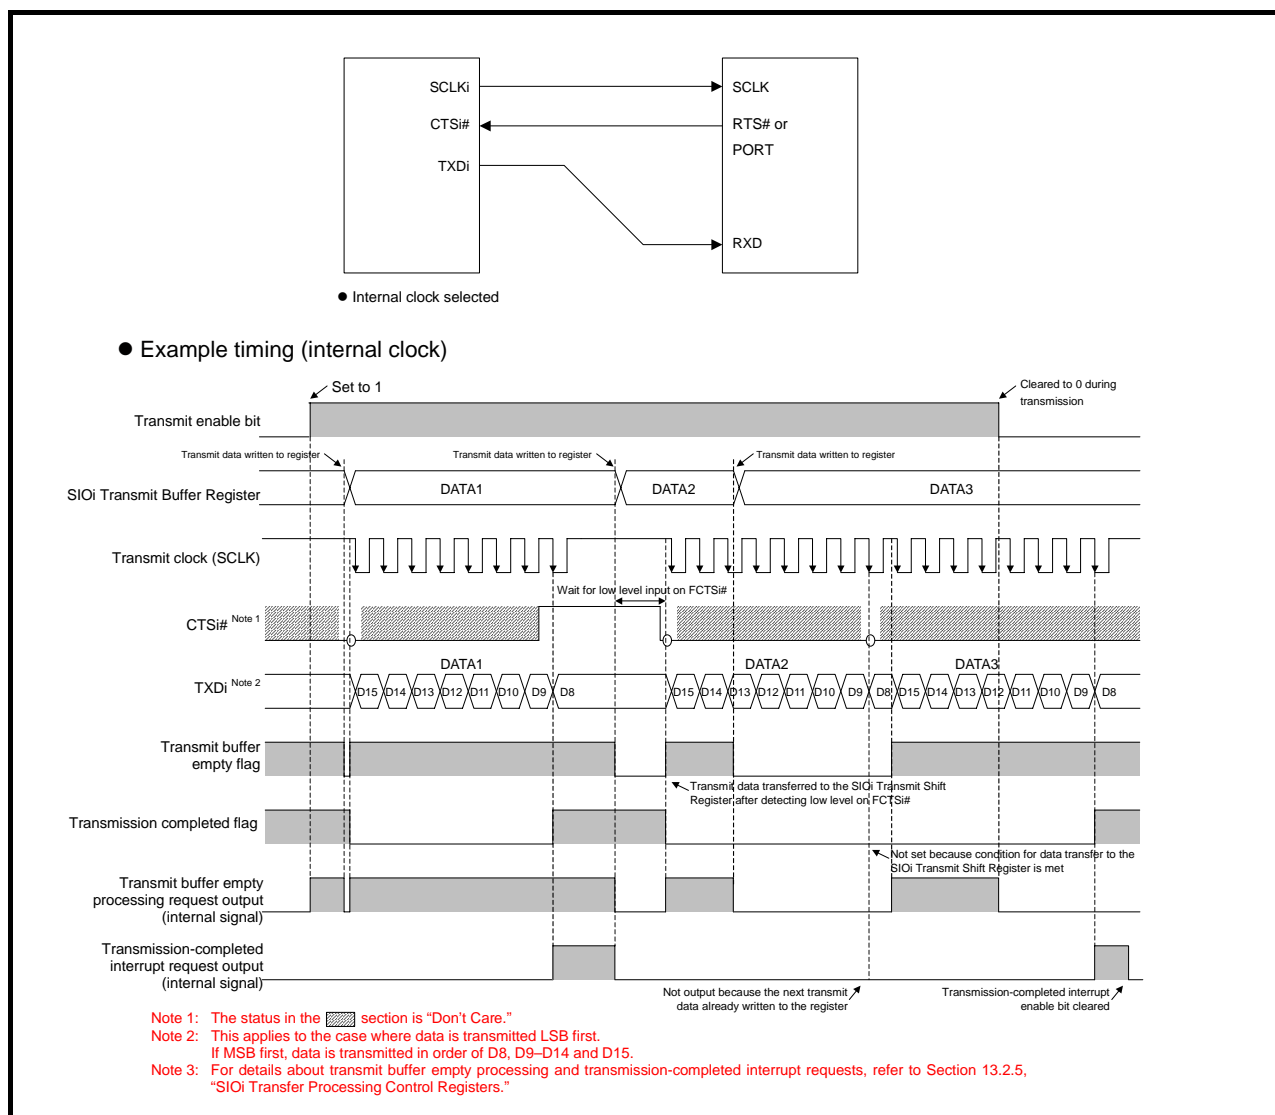 SCLKi
SCLK
CTSi#
RTS# or
PORT
TXDi
RXD
● Internal clock selected
● Example timing (internal clock)
Set to 1
Cleared to 0 during
transmission
Transmit enable bit
Transmit data written to register
Transmit data written to register
Transmit data written to register
SIOi Transmit Buffer Register
DATA1
DATA2
DATA3
Transmit clock (SCLK)
Wait for low level input on FCTSi#
CTSi# Note 1
DATA1
DATA2
DATA3
TXDi Note 2
D15 D14 D13 D12 D11 D10 D9 D8
D15 D14 D13 D12 D11 D10 D9 D8
D15 D14 D13 D12 D11 D10 D9 D8
Transmit buffer
empty flag
Transmit data transferred to the SIOi Transmit Shift
Register after detecting low level on FCTSi#
Transmission completed flag
Not set because condition for data transfer to the
SIOi Transmit Shift Register is met
Transmit buffer empty
processing request output
(internal signal)
Transmission-completed
interrupt request output
(internal signal)
Not output because the next transmit
data already written to the register
Transmission-completed interrupt
enable bit cleared
Note 1: The status in the section is “Don’t Care.”
Note 2: This applies to the case where data is transmitted LSB first.
If MSB first, data is transmitted in order of D8, D9–D14 and D15.
Note 3: For details about transmit buffer empty processing and transmission-completed interrupt requests, refer to Section 13.2.5,
“SIOi Transfer Processing Control Registers.”